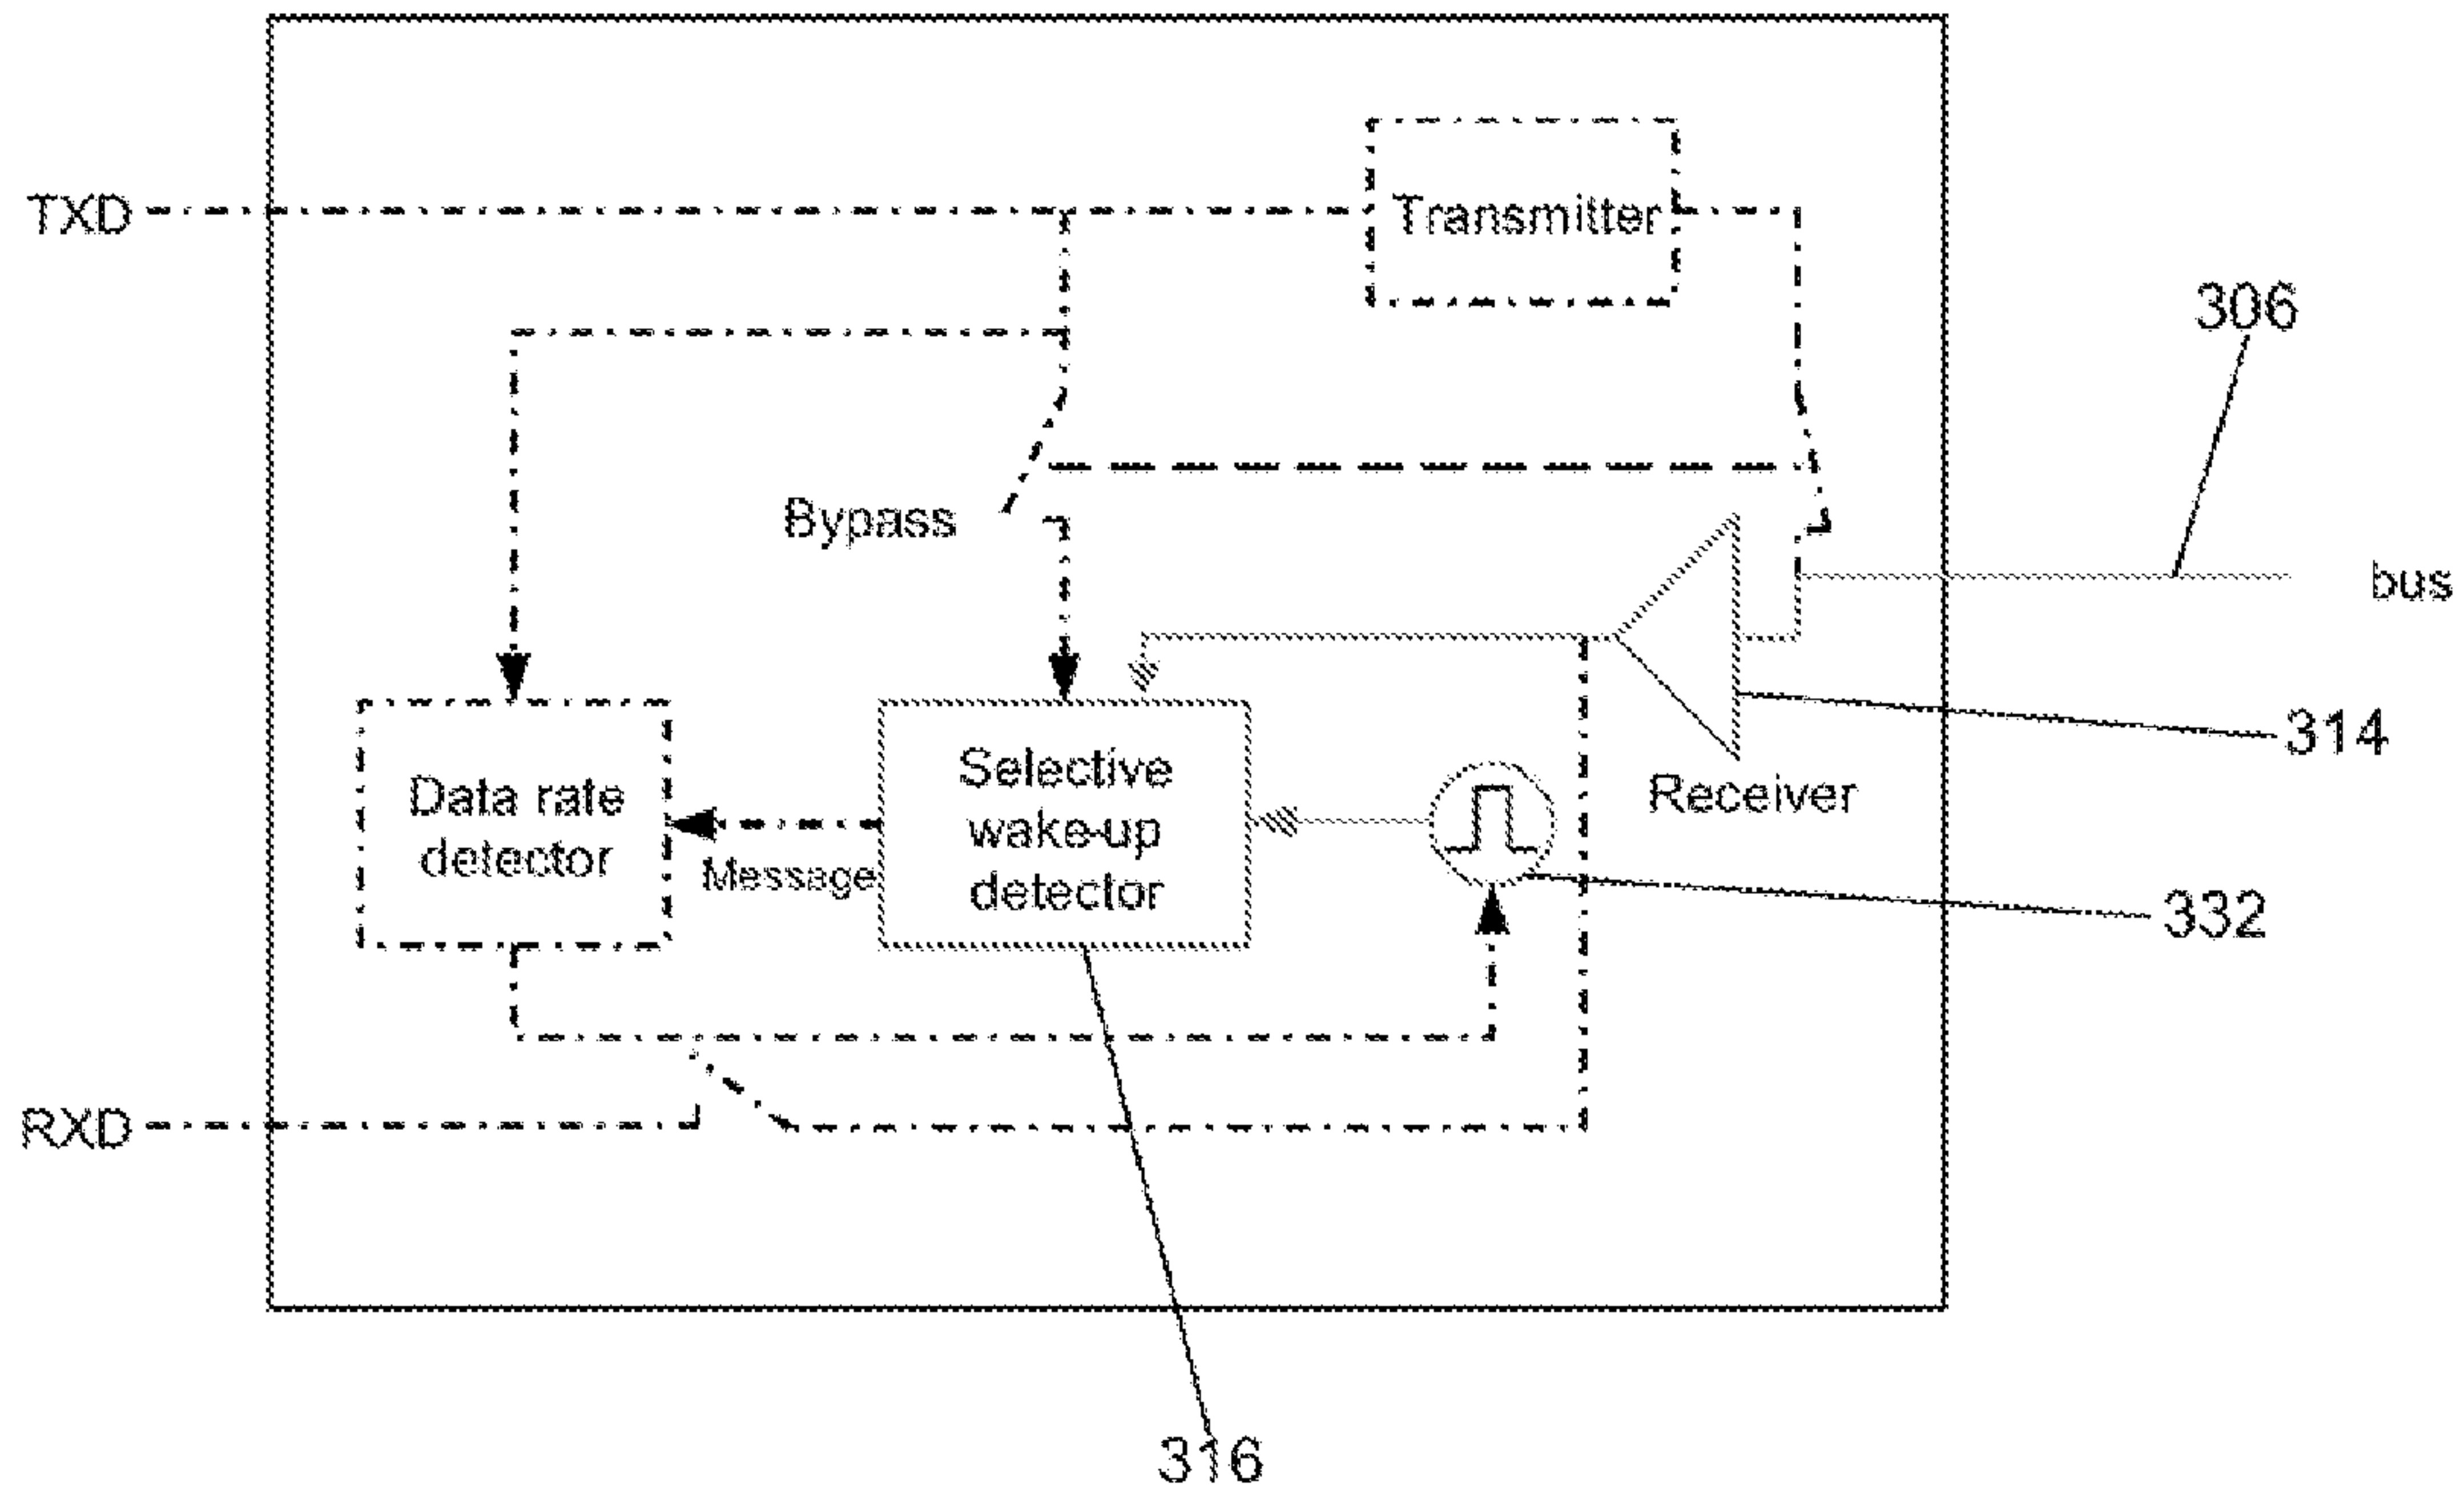 TXD
Transmitter
306
Bypass
bus
314
Data rate
detector
Message
Selective
wake-up
detector
Receiver
332
RXD
316